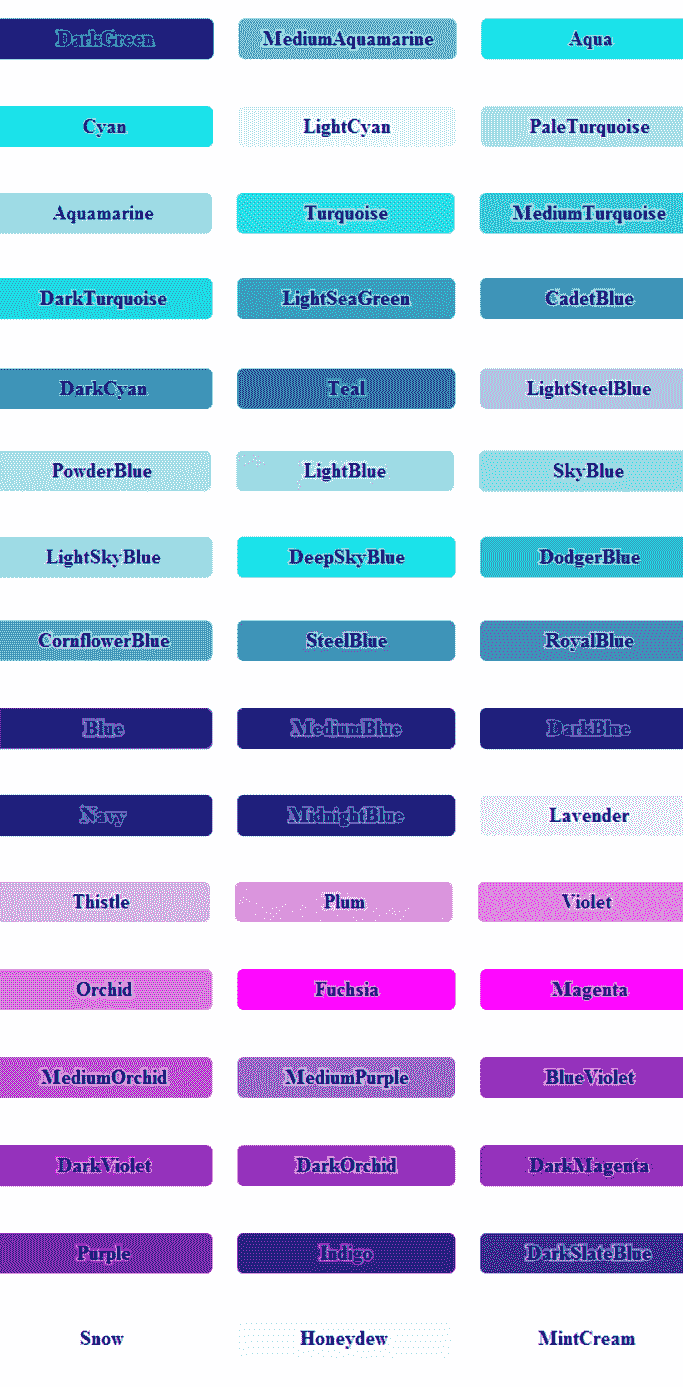 DarkGreen MediumAquamarine Aqua
Cyan LightCyan PaleTurquoise
Aquamarine Turquoise MediumTurquoise
DarkTurquoise LightSeaGreen CadetBlue
DarkCyan Teal LightSteelBlue
PowderBlue LightBlue SkyBlue
LightSkyBlue DeepSkyBlue DodgerBlue
CornflowerBlue SteelBlue RoyalBlue
Blue MediumBlue DarkBlue
Navy MidnightBlue Lavender
Thistle Plum Violet
Orchid Fuchsia Magenta
MediumOrchid MediumPurple BlueViolet
DarkViolet DarkOrchid DarkMagenta
Purple Indigo DarkSlateBlue
Snow Honeydew MintCream